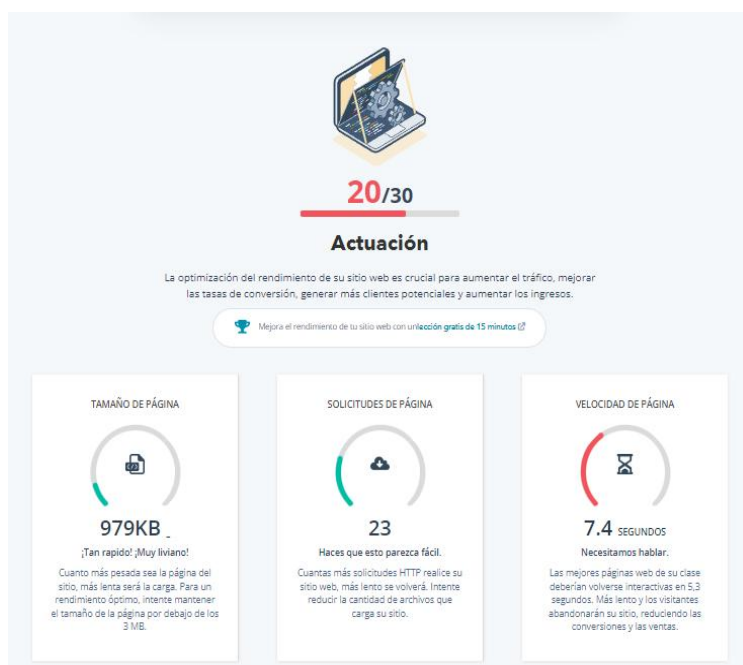 20/30
Actuación
La optimización del rendimiento de su sitio web es crucial para aumentar el tráfico, mejorar
las tasas de conversión, generar más clientes potenciales y aumentar los ingresos.
Mejora el rendimiento de tu sitio web con unlección gratis de 15 minutos
TAMAÑO DE PÁGINA
979KB
¡Tan rapido! ¡Muy liviano!
Cuanto más pesada sea la página del
sitio, más lenta será la carga. Para un
rendimiento óptimo, intente mantener
el tamaño de la página por debajo de los
3 MB.
SOLICITUDES DE PÁGINA
23
Haces que esto parezca fácil.
Cuantas más solicitudes HTTP realice su
sitio web, más lento se volverá. Intente
reducir la cantidad de archivos que
carga su sitio.
VELOCIDAD DE PÁGINA
7.4 SEGUNDOS
Necesitamos hablar.
Las mejores páginas web de su clase
deberían volverse interactivas en 5,3
segundos. Más lento y los visitantes
abandonarán su sitio, reduciendo las
conversiones y las ventas.